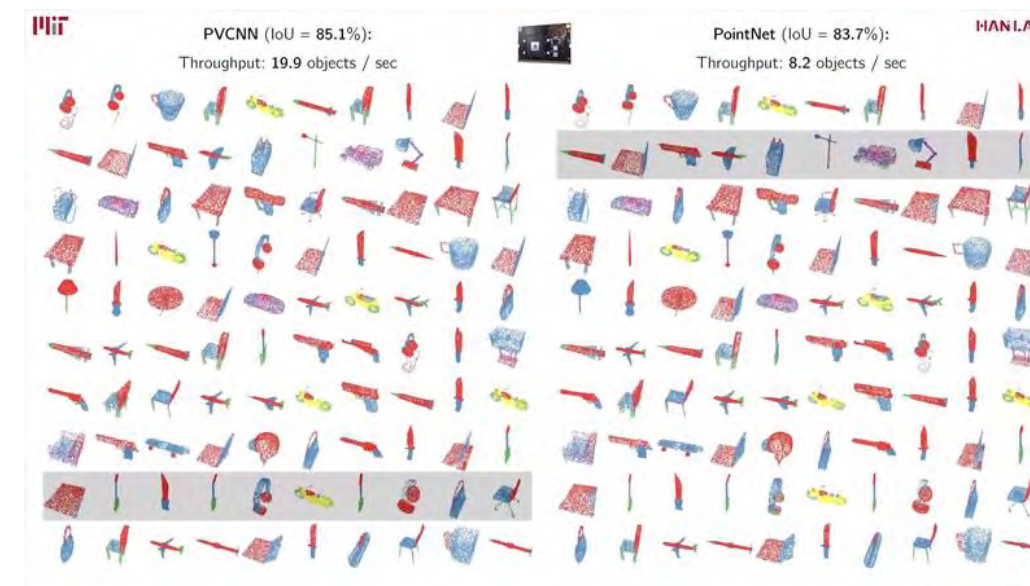 MIT
PVCNN (IoU = 85.1%):
Throughput: 19.9 objects / sec
PointNet (IoU = 83.7%):
Throughput: 8.2 objects / sec
HAN LA